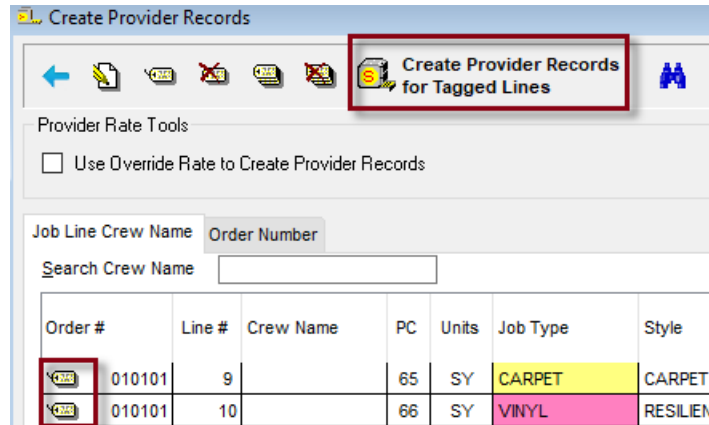 Create Provider Records
Create Provider Records
for Tagged Lines
Provider Rate Tools
Use Override Rate to Create Provider Records
Job Line Crew Name Order Number
Search Crew Name
Order # Line # Crew Name PC Units Job Type Style
010101 9 65 SY CARPET CARPET
010101 10 66 SY VINYL RESILIEN